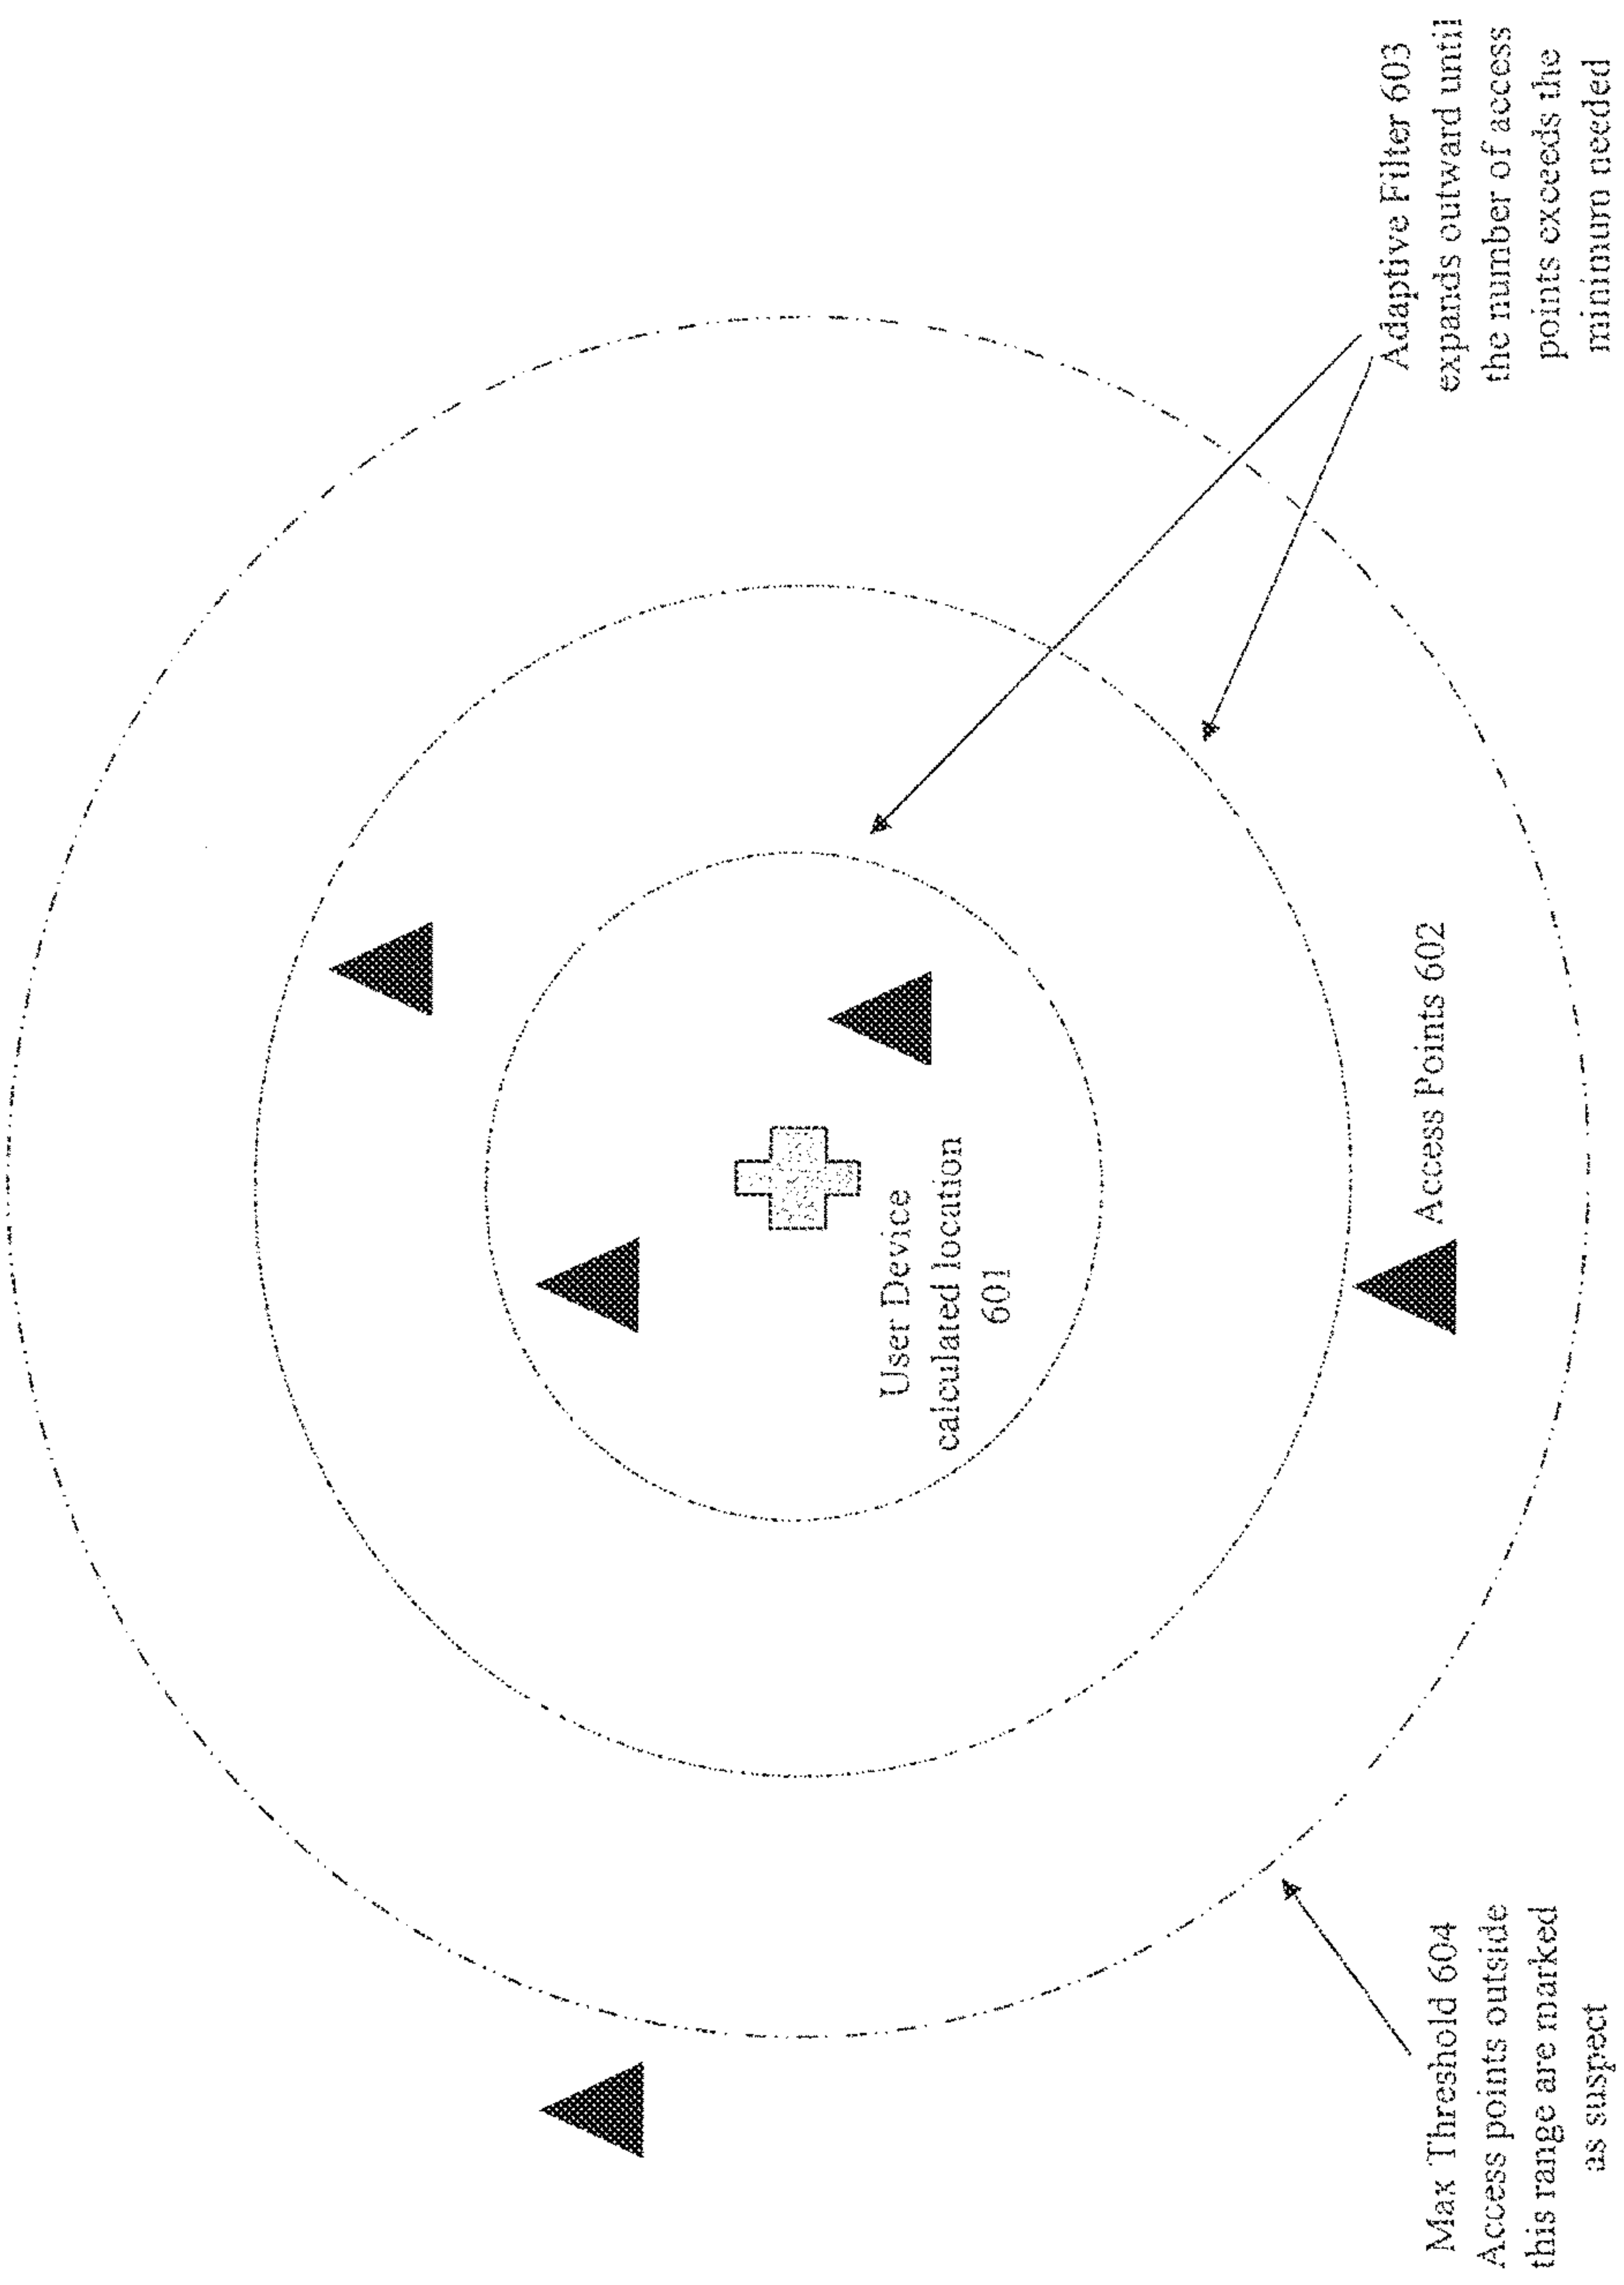 User Device
calculated location
601
Access Points 602
Max Threshold 604
Access points outside
this range are marked
as suspect
Adaptive Filter 603
expands outward until
the number of access
points exceeds the
minimum needed